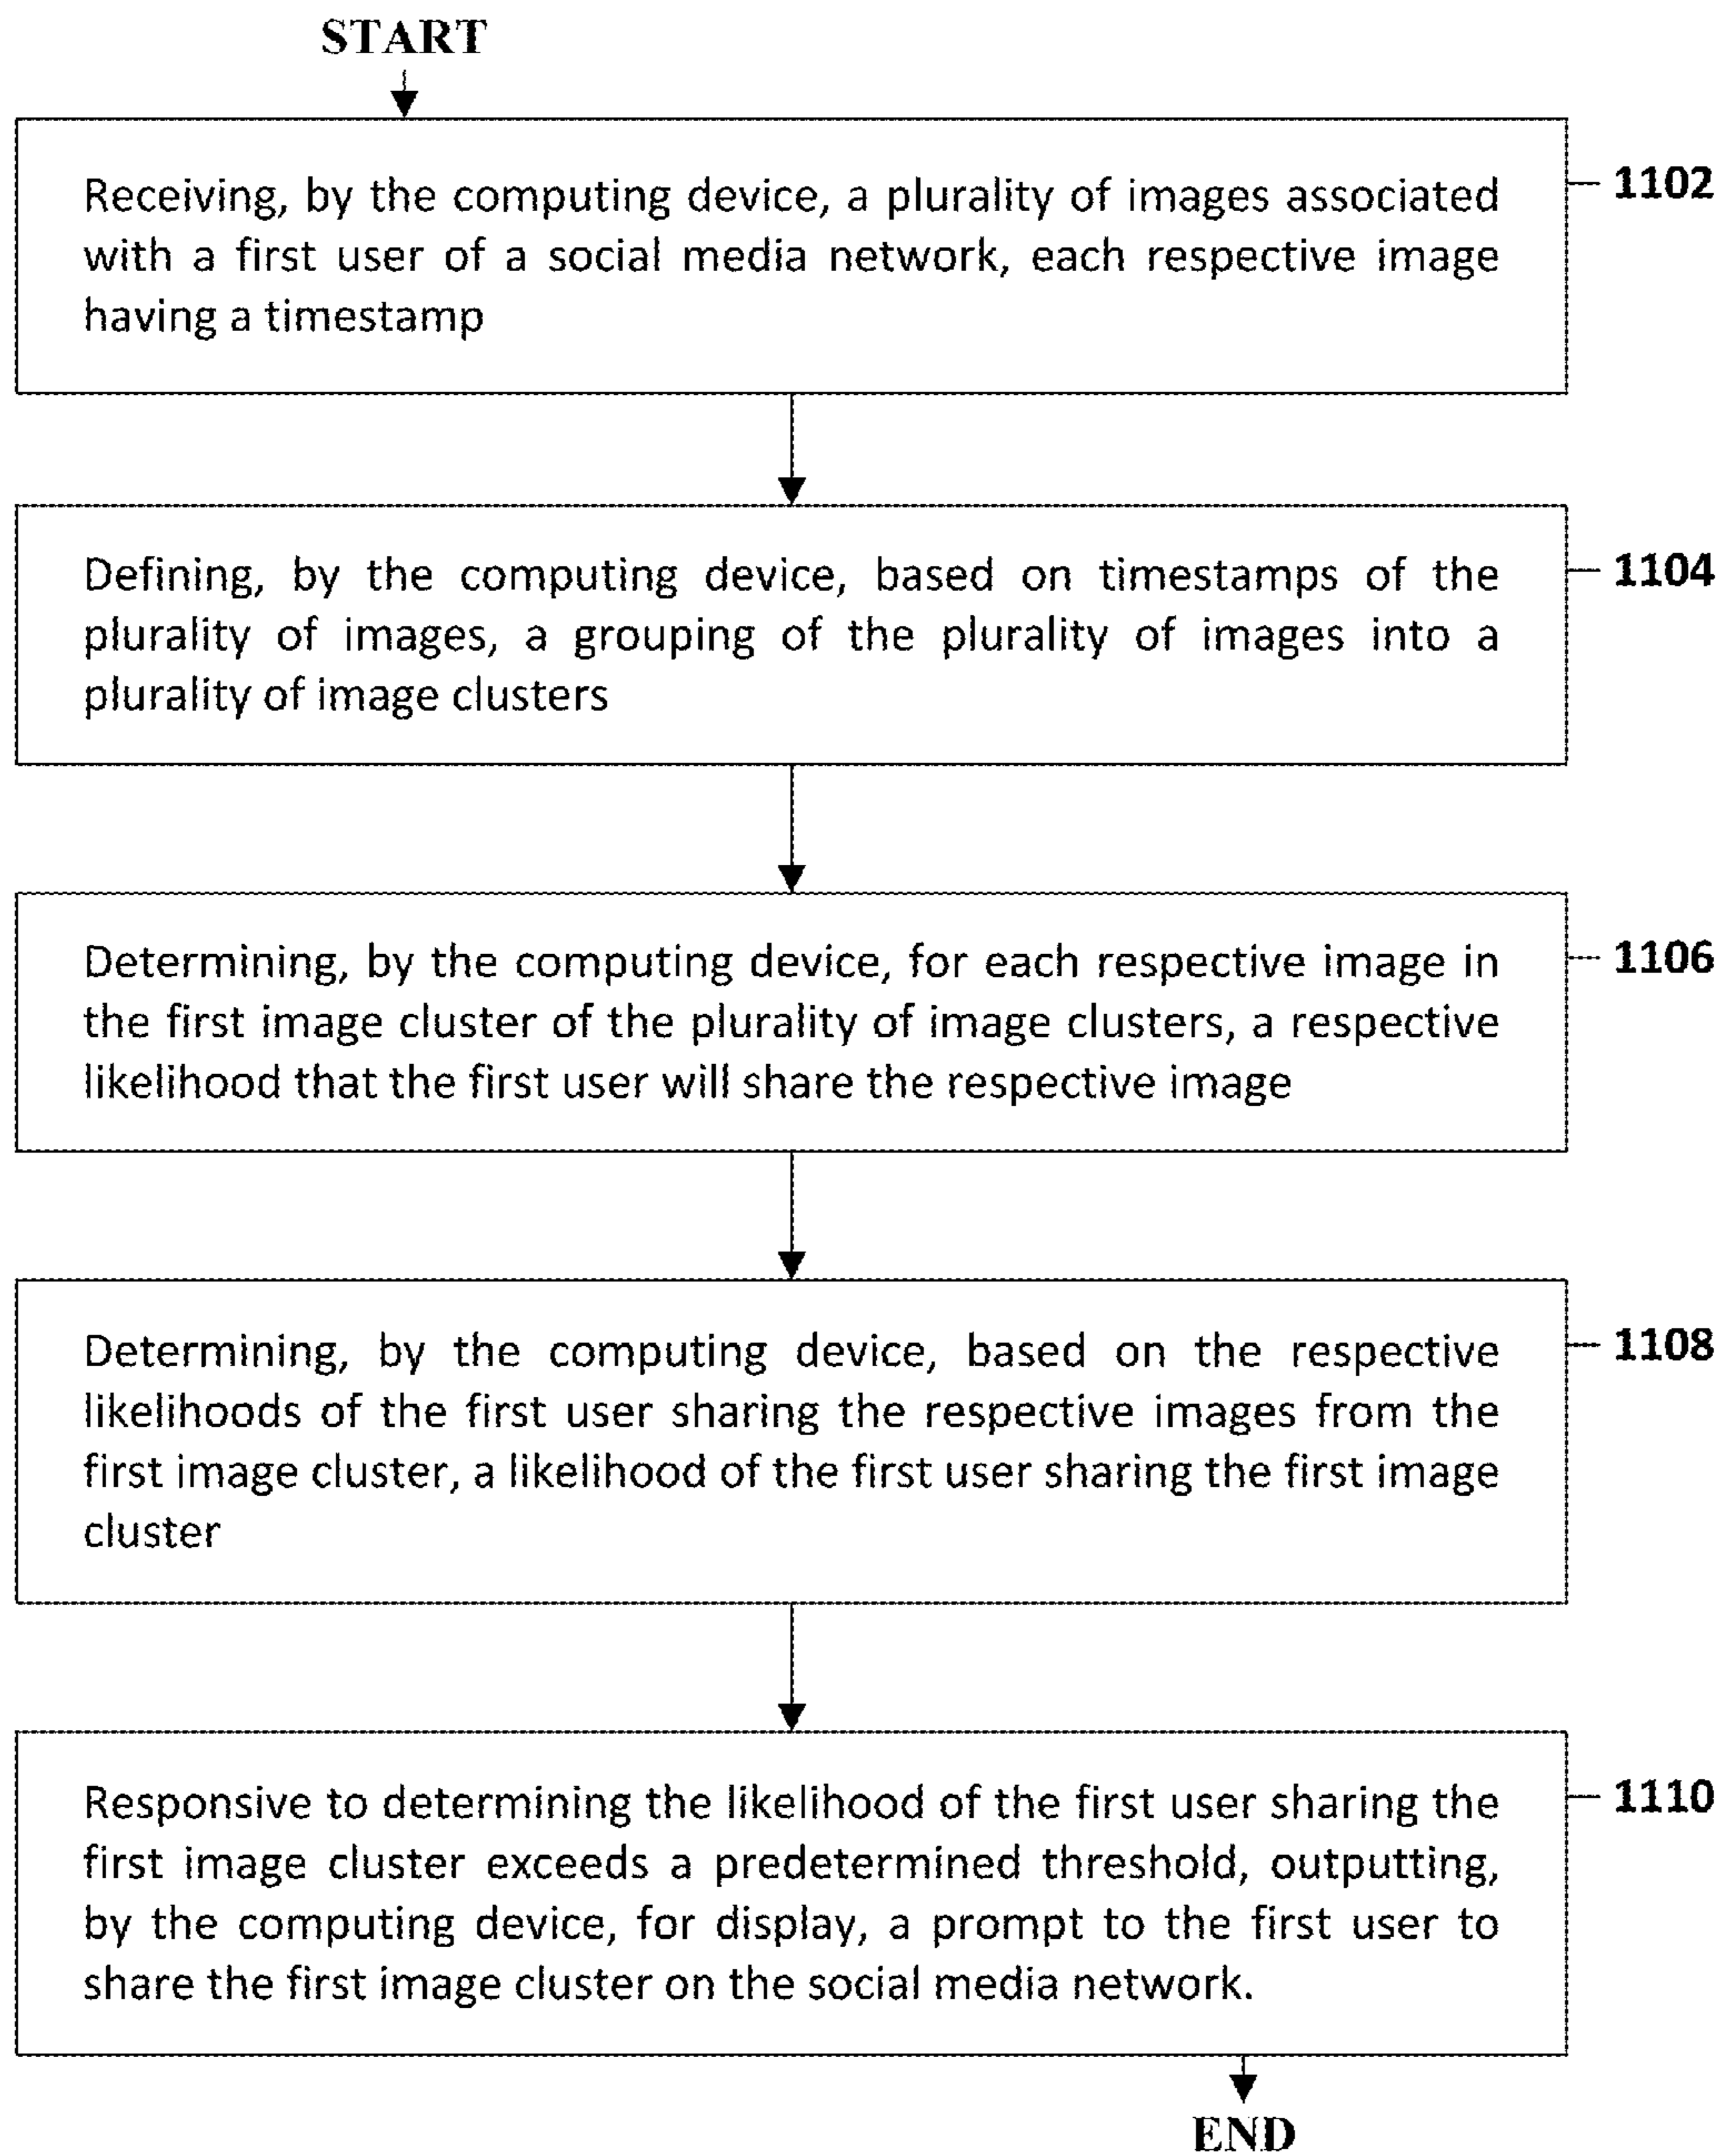 START
Receiving, by the computing device, a plurality of images associated
with a first user of a social media network, each respective image
having a timestamp
1102
Defining, by the computing device, based on timestamps of the
plurality of images, a grouping of the plurality of images into a
plurality of image clusters
1104
Determining, by the computing device, for each respective image in
the first image cluster of the plurality of image clusters, a respective
likelihood that the first user will share the respective image
1106
Determining, by the computing device, based on the respective
likelihoods of the first user sharing the respective images from the
first image cluster, a likelihood of the first user sharing the first image
cluster
1108
Responsive to determining the likelihood of the first user sharing the
first image cluster exceeds a predetermined threshold, outputting,
by the computing device, for display, a prompt to the first user to
share the first image cluster on the social media network.
1110
END